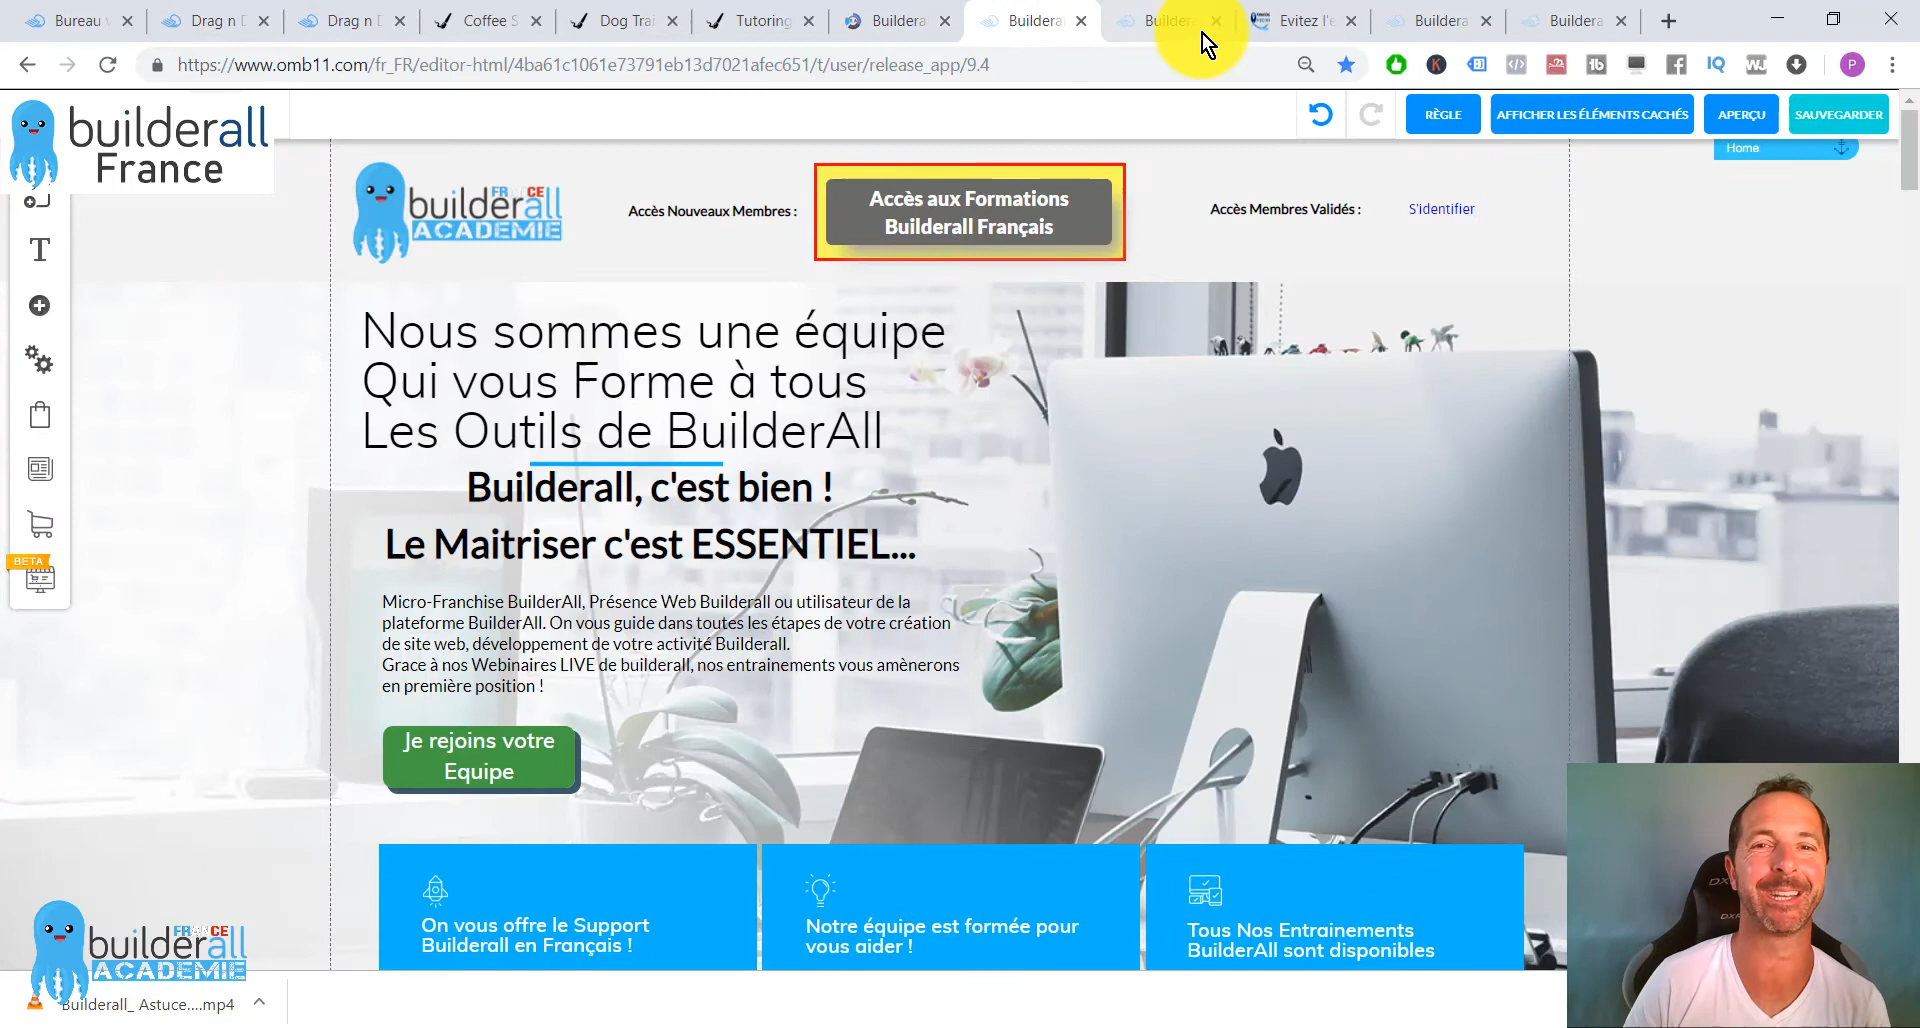 Bureau v
Drag n D
Drag n D
Coffee S
Dog Trai
Tutoring
Buildera
Buildera
Buildera
Evitez l'e
Buildera
Buildera
https://www.omb11.com/fr_FR/editor-html/4ba61c1061e73791eb13d7021afec651/t/user/release_app/9.4
builderall
France
RÈGLE
AFFICHER LES ÉLÉMENTS CACHÉS
APERÇU
SAUVEGARDER
Home
FRANCE
builderall
ACADEMIE
Accès Nouveaux Membres :
Accès aux Formations
Builderall Français
Accès Membres Validés :
S'identifier
Nous sommes une équipe
Qui vous Forme à tous
Les Outils de BuilderAll
Builderall, c'est bien !
Le Maitriser c'est ESSENTIEL...
BETA
Micro-Franchise BuilderAll, Présence Web Builderall ou utilisateur de la
plateforme BuilderAll. On vous guide dans toutes les étapes de votre création
de site web, développement de votre activité Builderall.
Grace à nos Webinaires LIVE de builderall, nos entrainements vous amènerons
en première position !
Je rejoins votre
Equipe
On vous offre le Support
Builderall en Français !
Notre équipe est formée pour
vous aider !
Tous Nos Entrainements
BuilderAll sont disponibles
FRANCE
builderall
ACADEMIE
Builderall_ Astuce....mp4